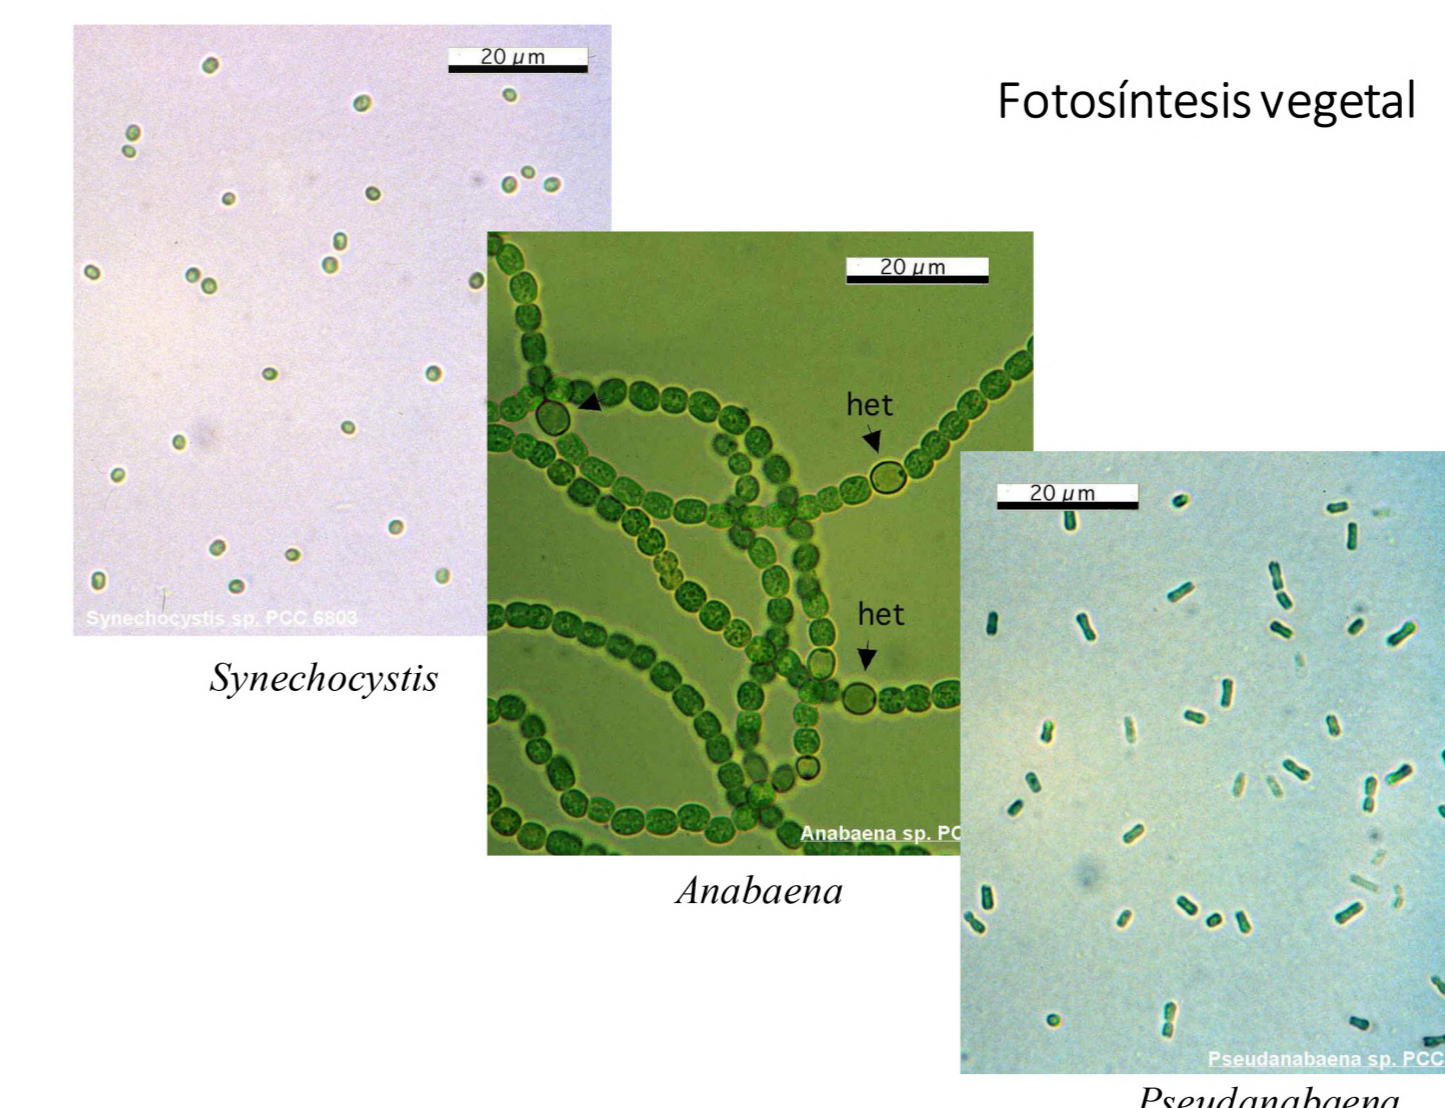 20 µm
Fotosíntesis vegetal
Synechocystis sp. PCC 6803
Synechocystis
20 µm
het
het
Anabaena sp. PC
Anabaena
20 µm
Pseudanabaena sp. PCC
Pseudanabaena